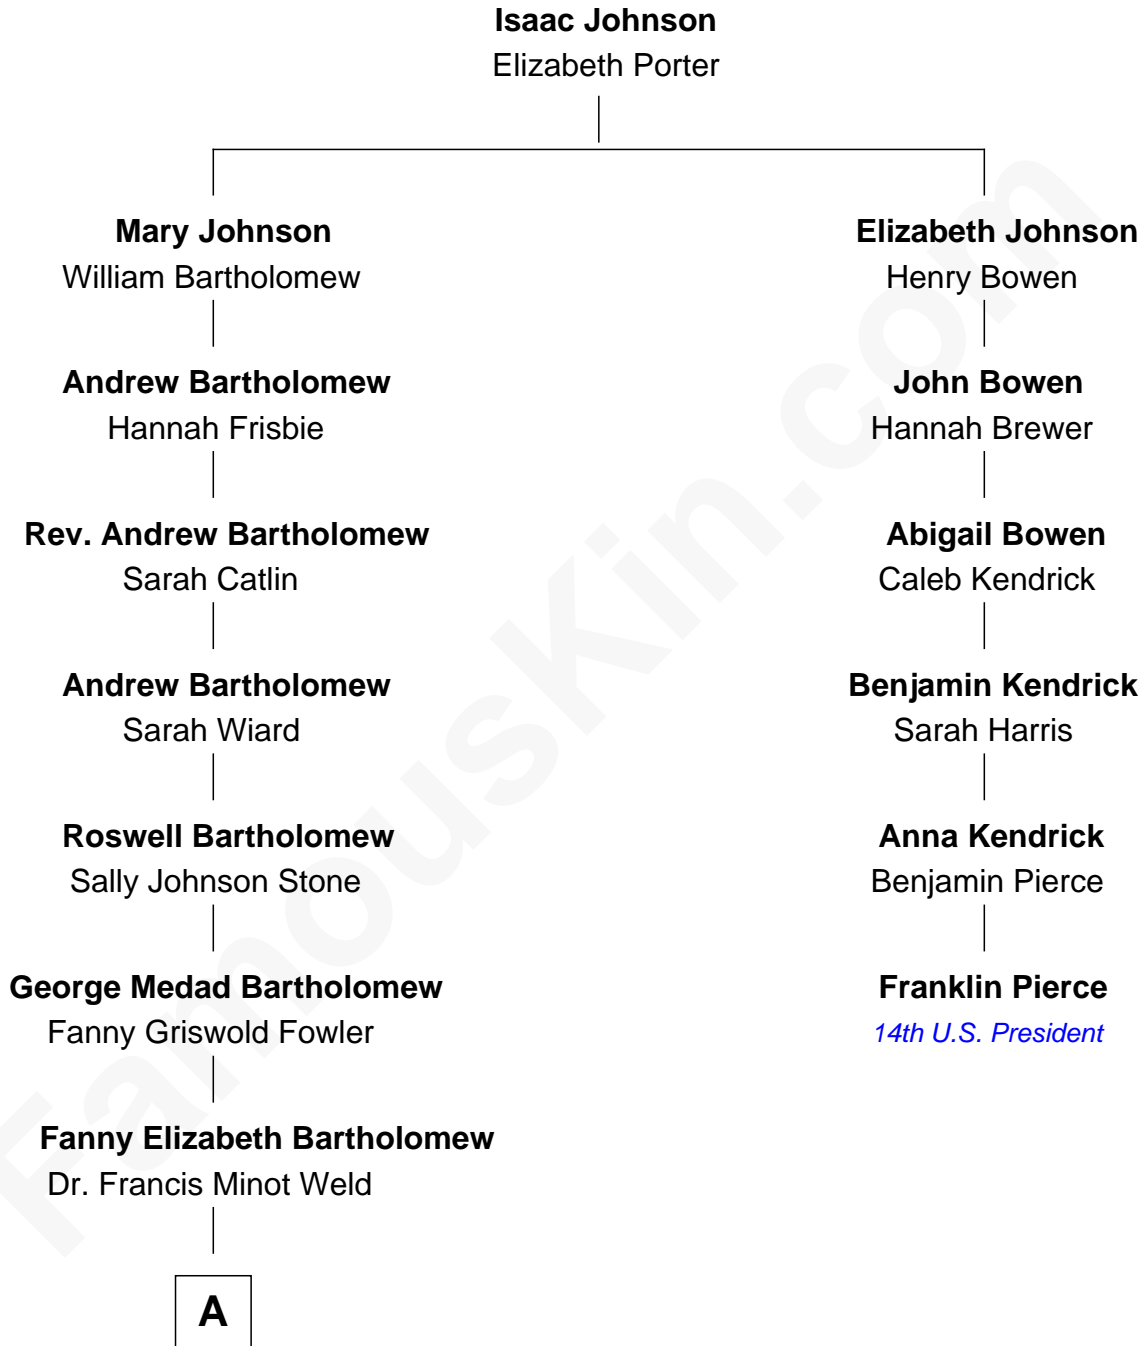 Isaac Johnson
Elizabeth Porter
Mary Johnson
William Bartholomew
Andrew Bartholomew
Hannah Frisbie
Rev. Andrew Bartholomew
Sarah Catlin
Andrew Bartholomew
Sarah Wiard
Roswell Bartholomew
Sally Johnson Stone
George Medad Bartholomew
Fanny Griswold Fowler
Fanny Elizabeth Bartholomew
Dr. Francis Minot Weld
A
Elizabeth Johnson
Henry Bowen
John Bowen
Hannah Brewer
Abigail Bowen
Caleb Kendrick
Benjamin Kendrick
Sarah Harris
Anna Kendrick
Benjamin Pierce
Franklin Pierce
14th U.S. President
FamousKin.com